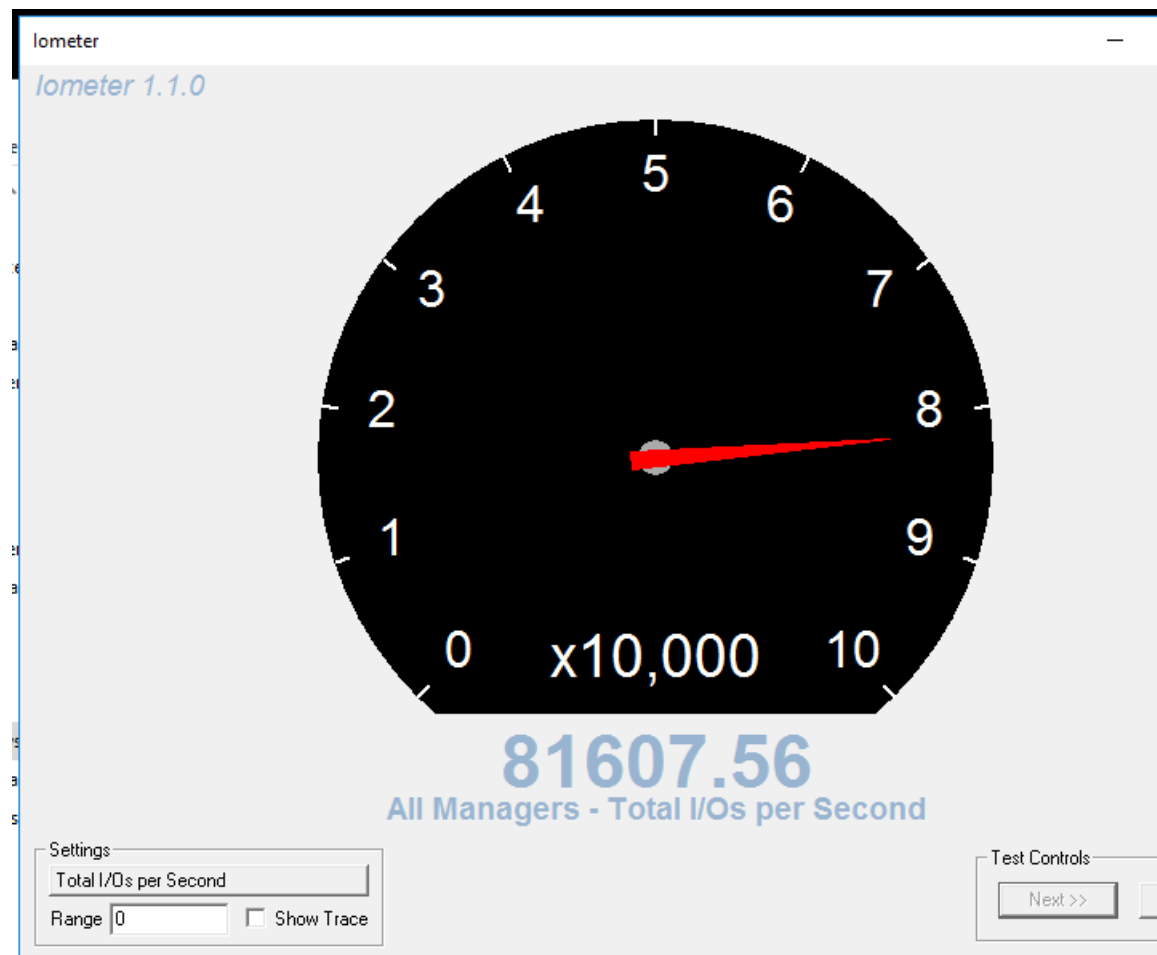 Iometer
Iometer 1.1.0
5
4
6
3
7
2
8
1
9
0
x10,000
10
81607.56
All Managers - Total I/Os per Second
Settings
Total I/Os per Second
Range 0
Show Trace
Test Controls
Next >>